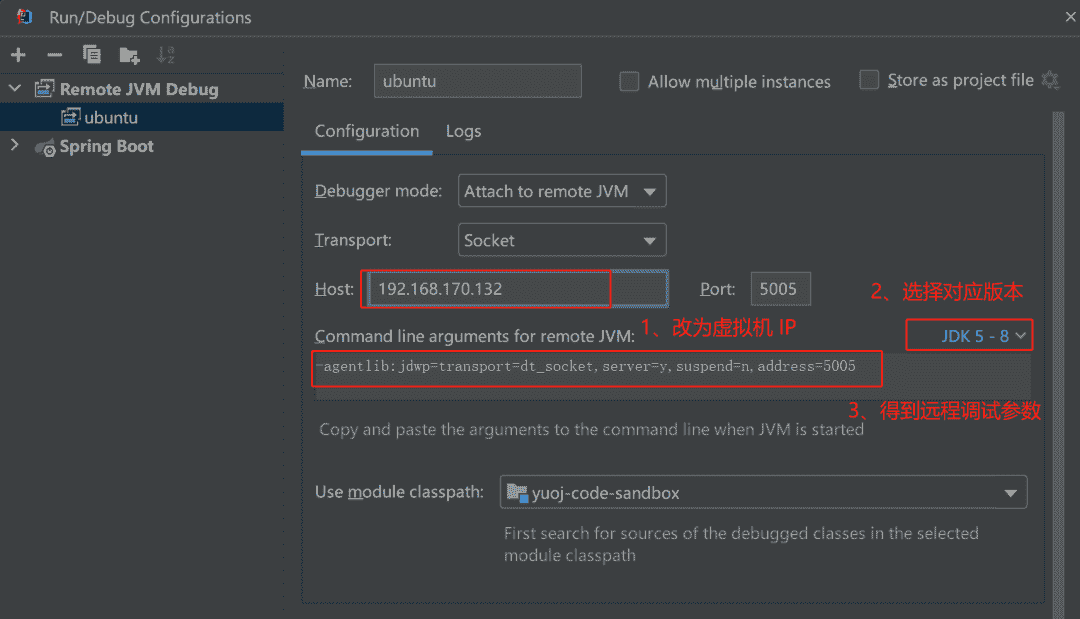 Run/Debug Configurations
Remote JVM Debug
ubuntu
Spring Boot
Name: ubuntu
Allow multiple instances
Store as project file
Configuration Logs
Debugger mode: Attach to remote JVM
Transport: Socket
Host: 192.168.170.132
Port: 5005
2、选择对应版本
1、改为虚拟机 IP
Command line arguments for remote JVM:
JDK 5 - 8
-agentlib:jdwp=transport=dt_socket,server=y,suspend=n,address=5005
3、得到远程调试参数
Copy and paste the arguments to the command line when JVM is started
Use module classpath: yuoj-code-sandbox
First search for sources of the debugged classes in the selected
module classpath